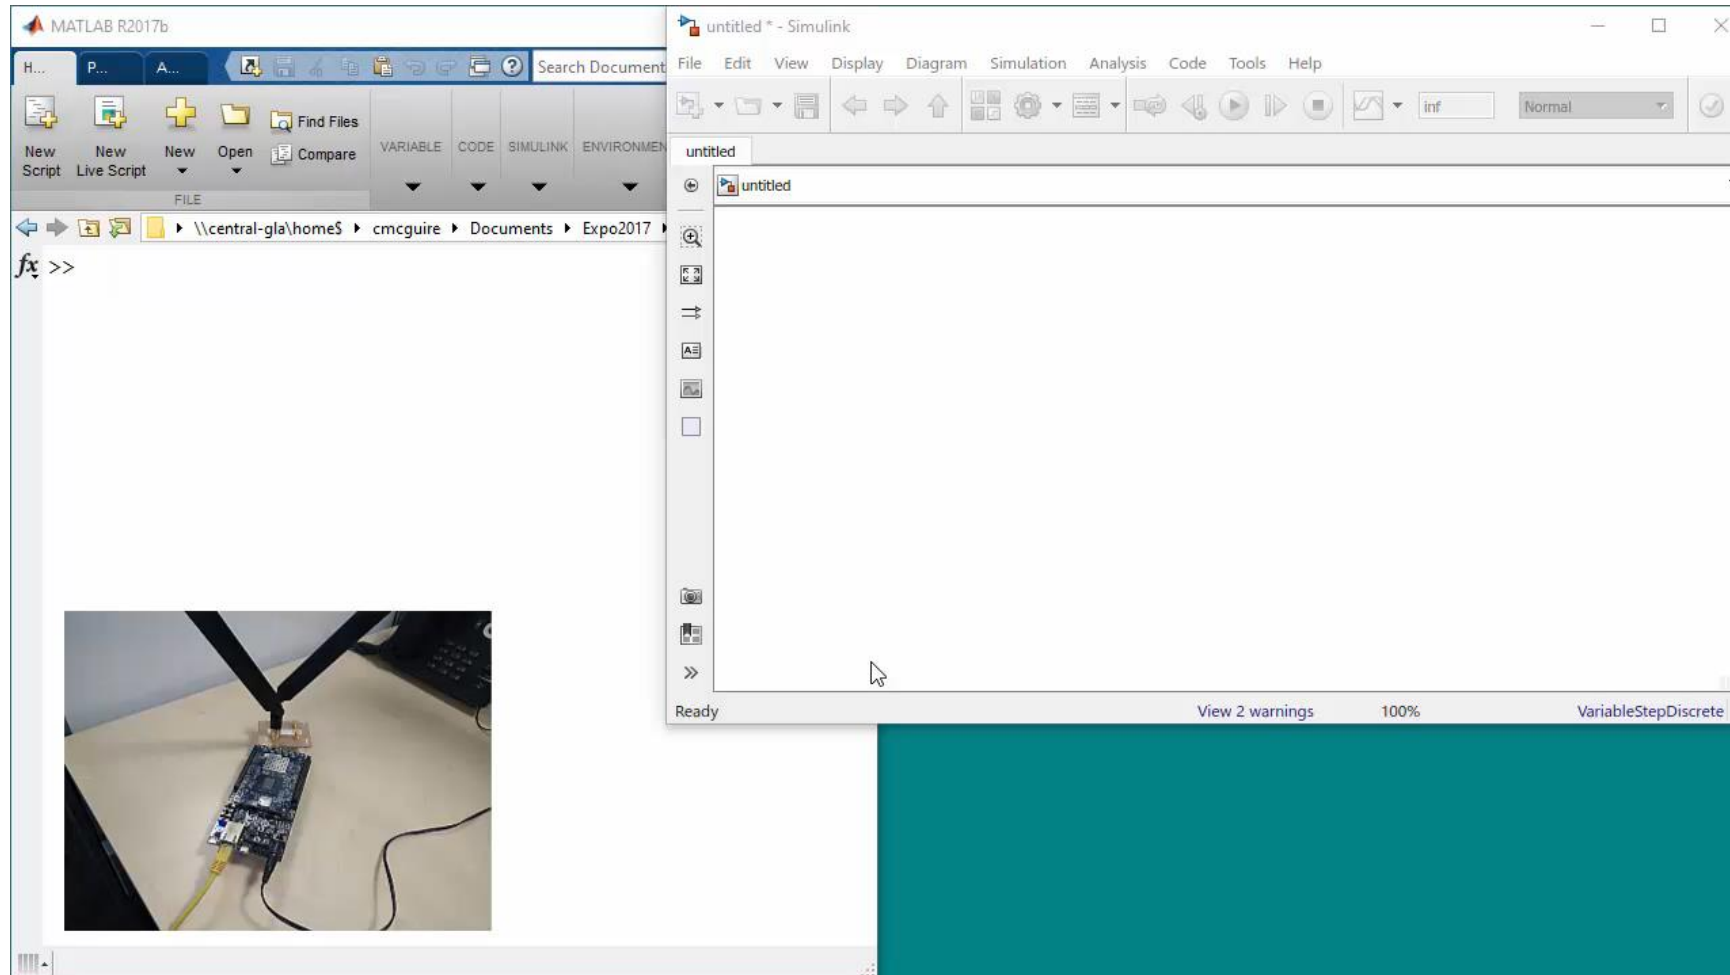 MATLAB R2017b
H...
P...
A...
Search Document
New Script
New Live Script
New
Open
Find Files
Compare
FILE
VARIABLE
CODE
SIMULINK
ENVIRONMEN
\\central-gla\home$
cmcguire
Documents
Expo2017
fx >>
untitled * - Simulink
File Edit View Display Diagram Simulation Analysis Code Tools Help
inf
Normal
untitled
untitled
Ready
View 2 warnings
100%
VariableStepDiscrete